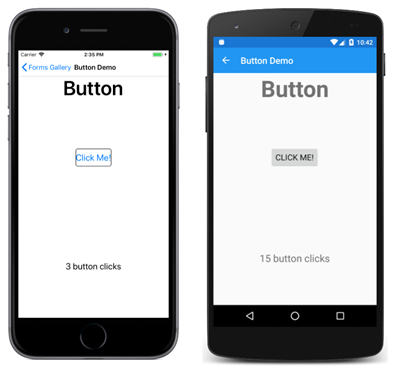 Carrier 2:35 PM
Forms Gallery Button Demo
Button
Click Me!
3 button clicks
10:42
Button Demo
Button
CLICK ME!
15 button clicks